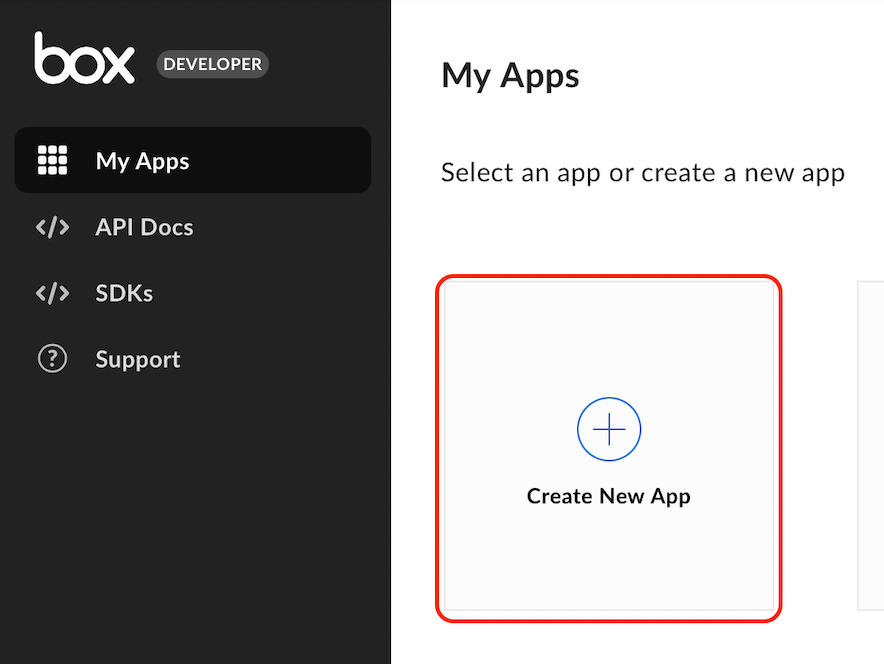 box DEVELOPER
My Apps
API Docs
SDKs
Support
My Apps
Select an app or create a new app
Create New App